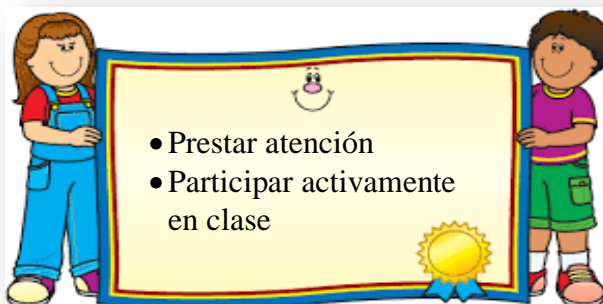 • Prestar atención
• Participar activamente
en clase